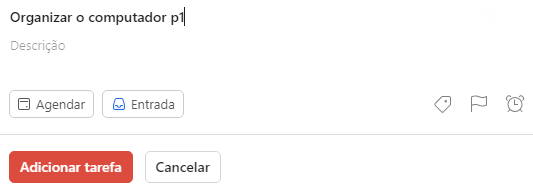 Organizar o computador p1
Descrição
Agendar
Entrada
Adicionar tarefa
Cancelar